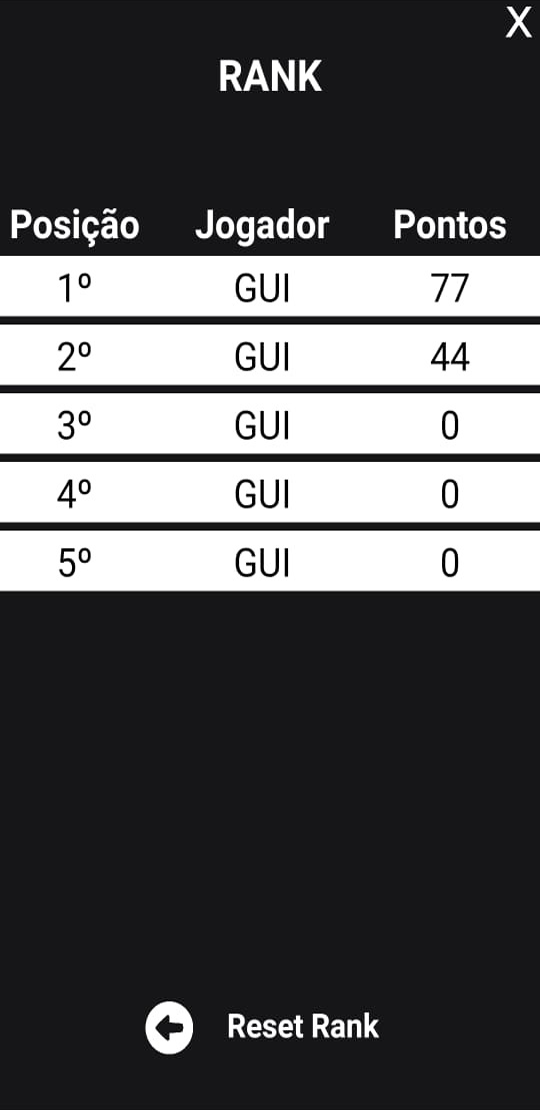 X
RANK
Posição Jogador Pontos
1º GUI 77
2º GUI 44
3º GUI 0
4º GUI 0
5º GUI 0
Reset Rank